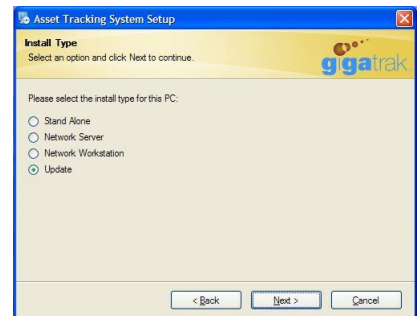 Asset Tracking System Setup
Install Type
Select an option and click Next to continue.
gigatrak
Please select the install type for this PC:
Stand Alone
Network Server
Network Workstation
Update
< Back
Next >
Cancel